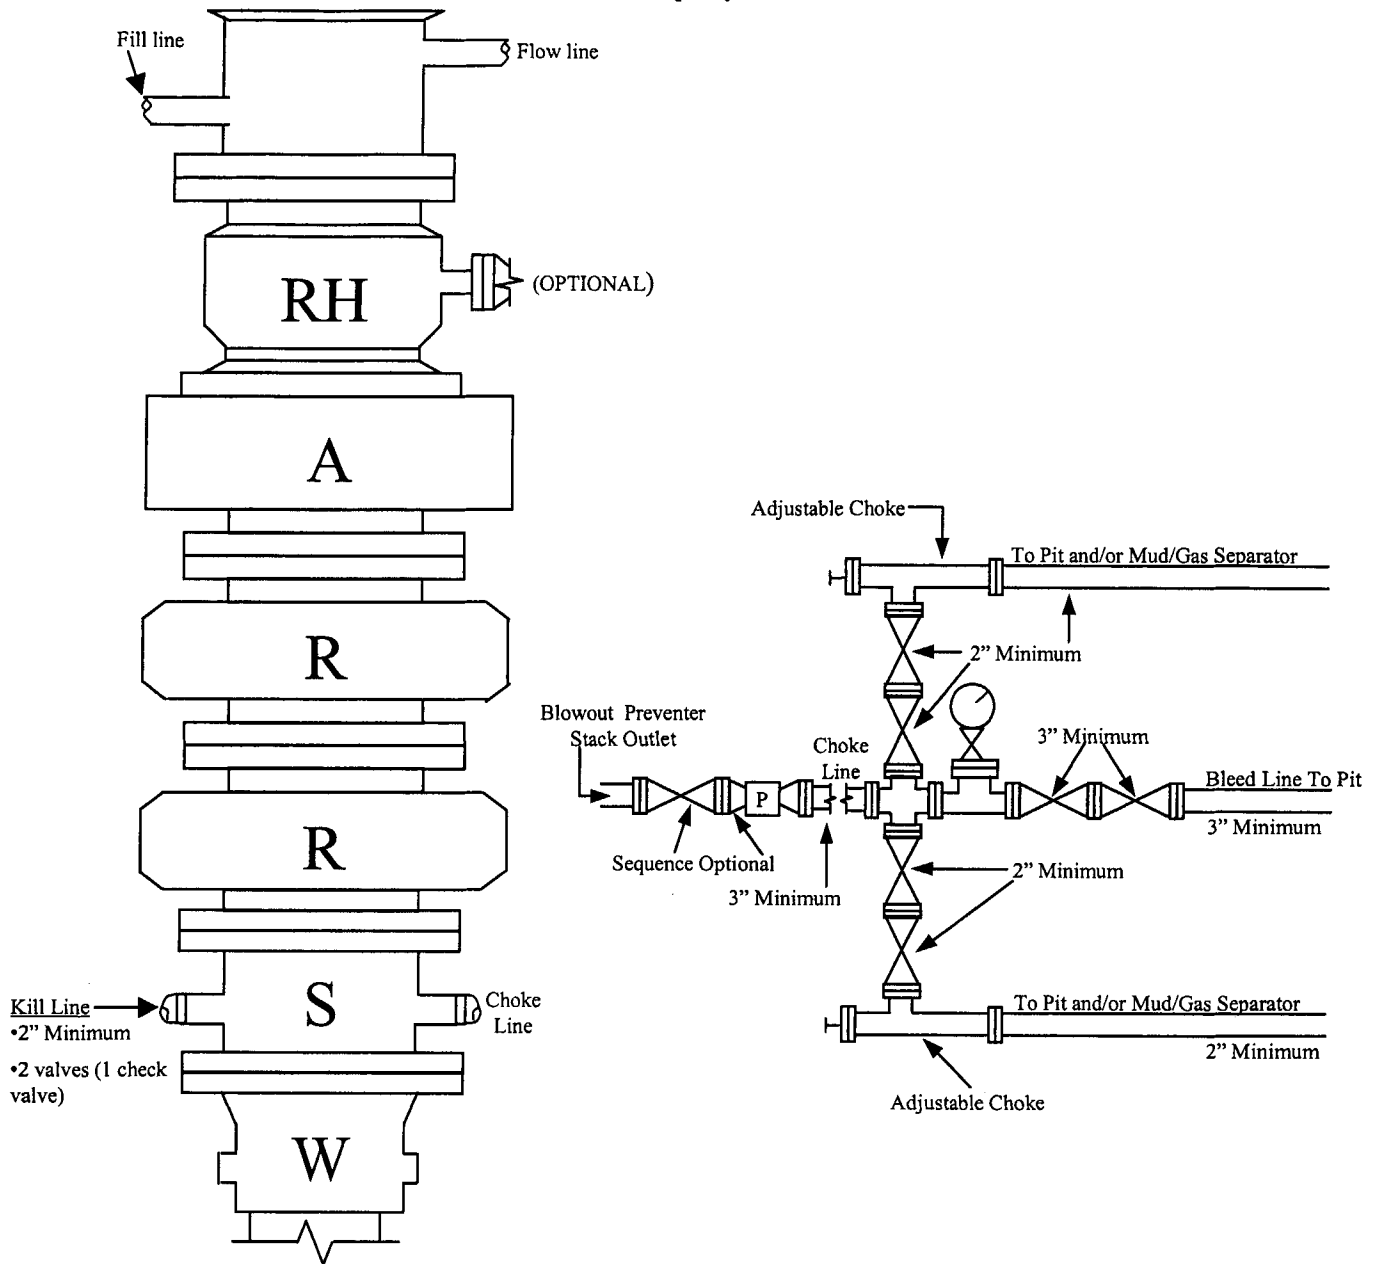 Fill line
Flow line
RH
(OPTIONAL)
A
R
R
S
Kill Line
•2” Minimum
•2 valves (1 check
valve)
Choke
Line
W
Adjustable Choke
To Pit and/or Mud/Gas Separator
2” Minimum
Blowout Preventer
Stack Outlet
Choke
Line
3” Minimum
Bleed Line To Pit
P
3” Minimum
Sequence Optional
3” Minimum
2” Minimum
To Pit and/or Mud/Gas Separator
2” Minimum
Adjustable Choke